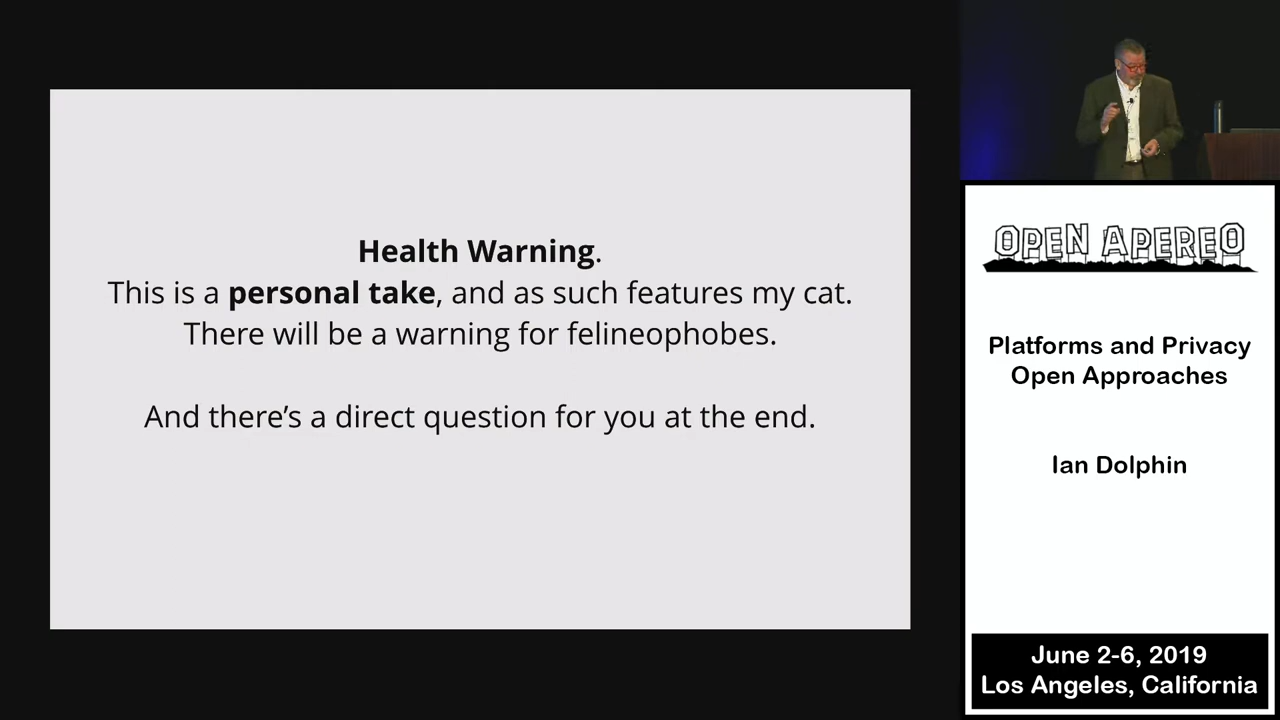 Health Warning.
This is a personal take, and as such features my cat.
There will be a warning for felineophobes.
And there's a direct question for you at the end.
OPEN APEREO
Platforms and Privacy
Open Approaches
Ian Dolphin
June 2-6, 2019
Los Angeles, California